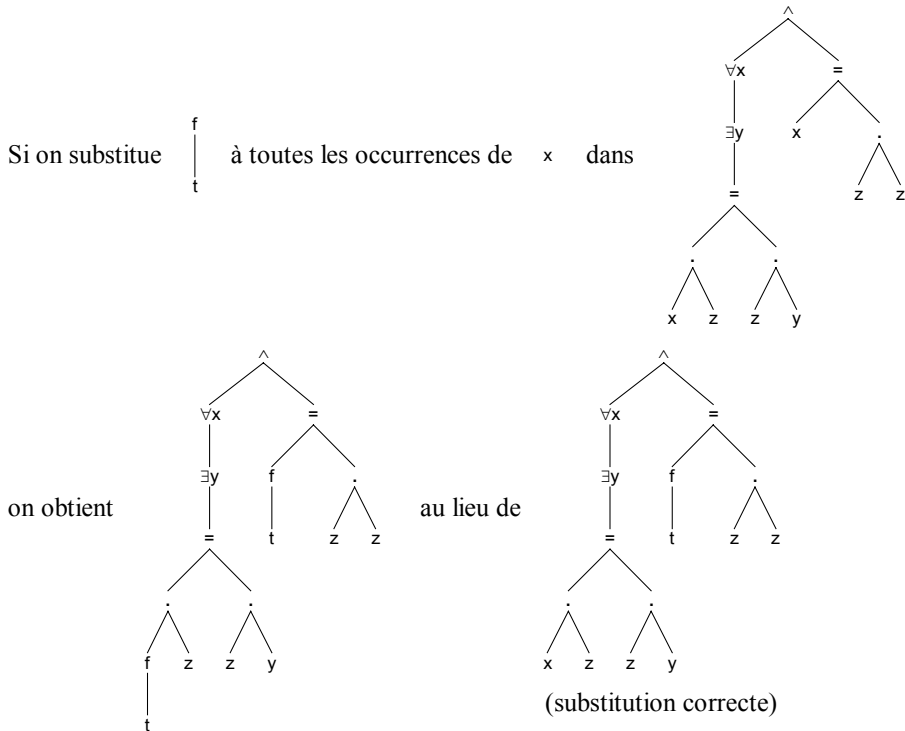 ∧
∀x =
f
∃y x .
Si on substitue à toutes les occurrences de x dans
t
= z z
. .
x z z y
∧ ∧
∀x = ∀x =
∃y f . ∃y f .
on obtient au lieu de
= t z z = t z z
. . . .
f z z y x z z y
(substitution correcte)
t